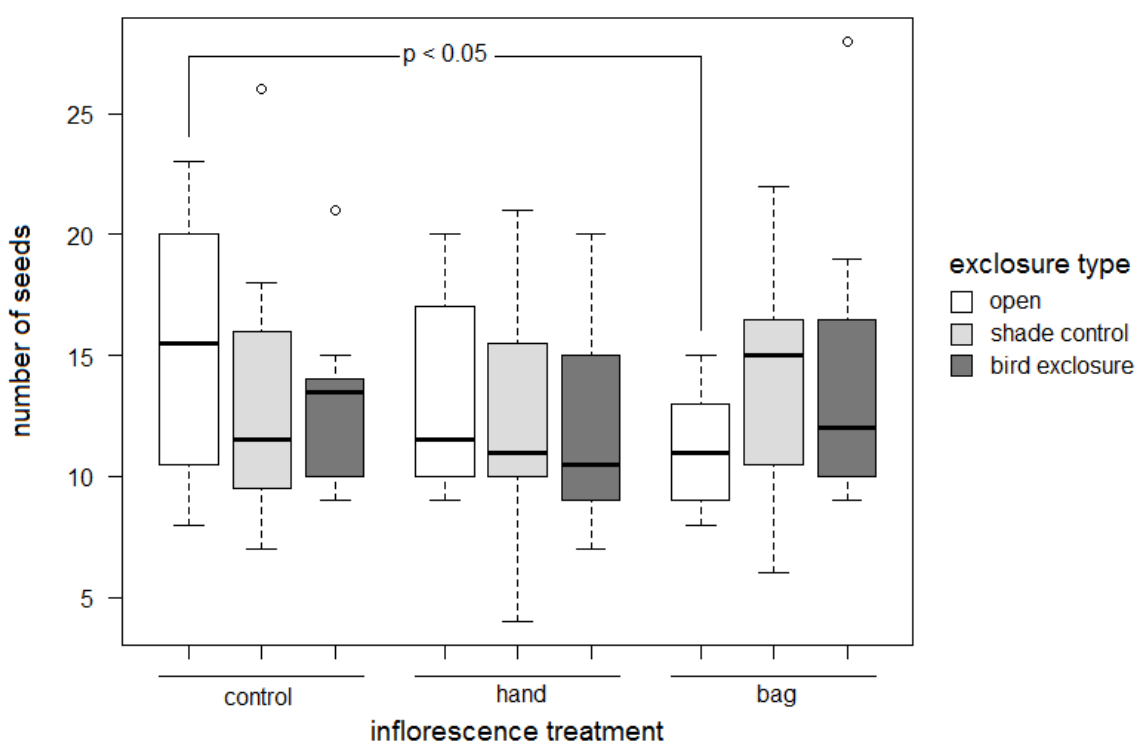 p < 0.05
25
20
15
10
5
number of seeds
control hand bag
inflorescence treatment
exclosure type
open
shade control
bird exclosure